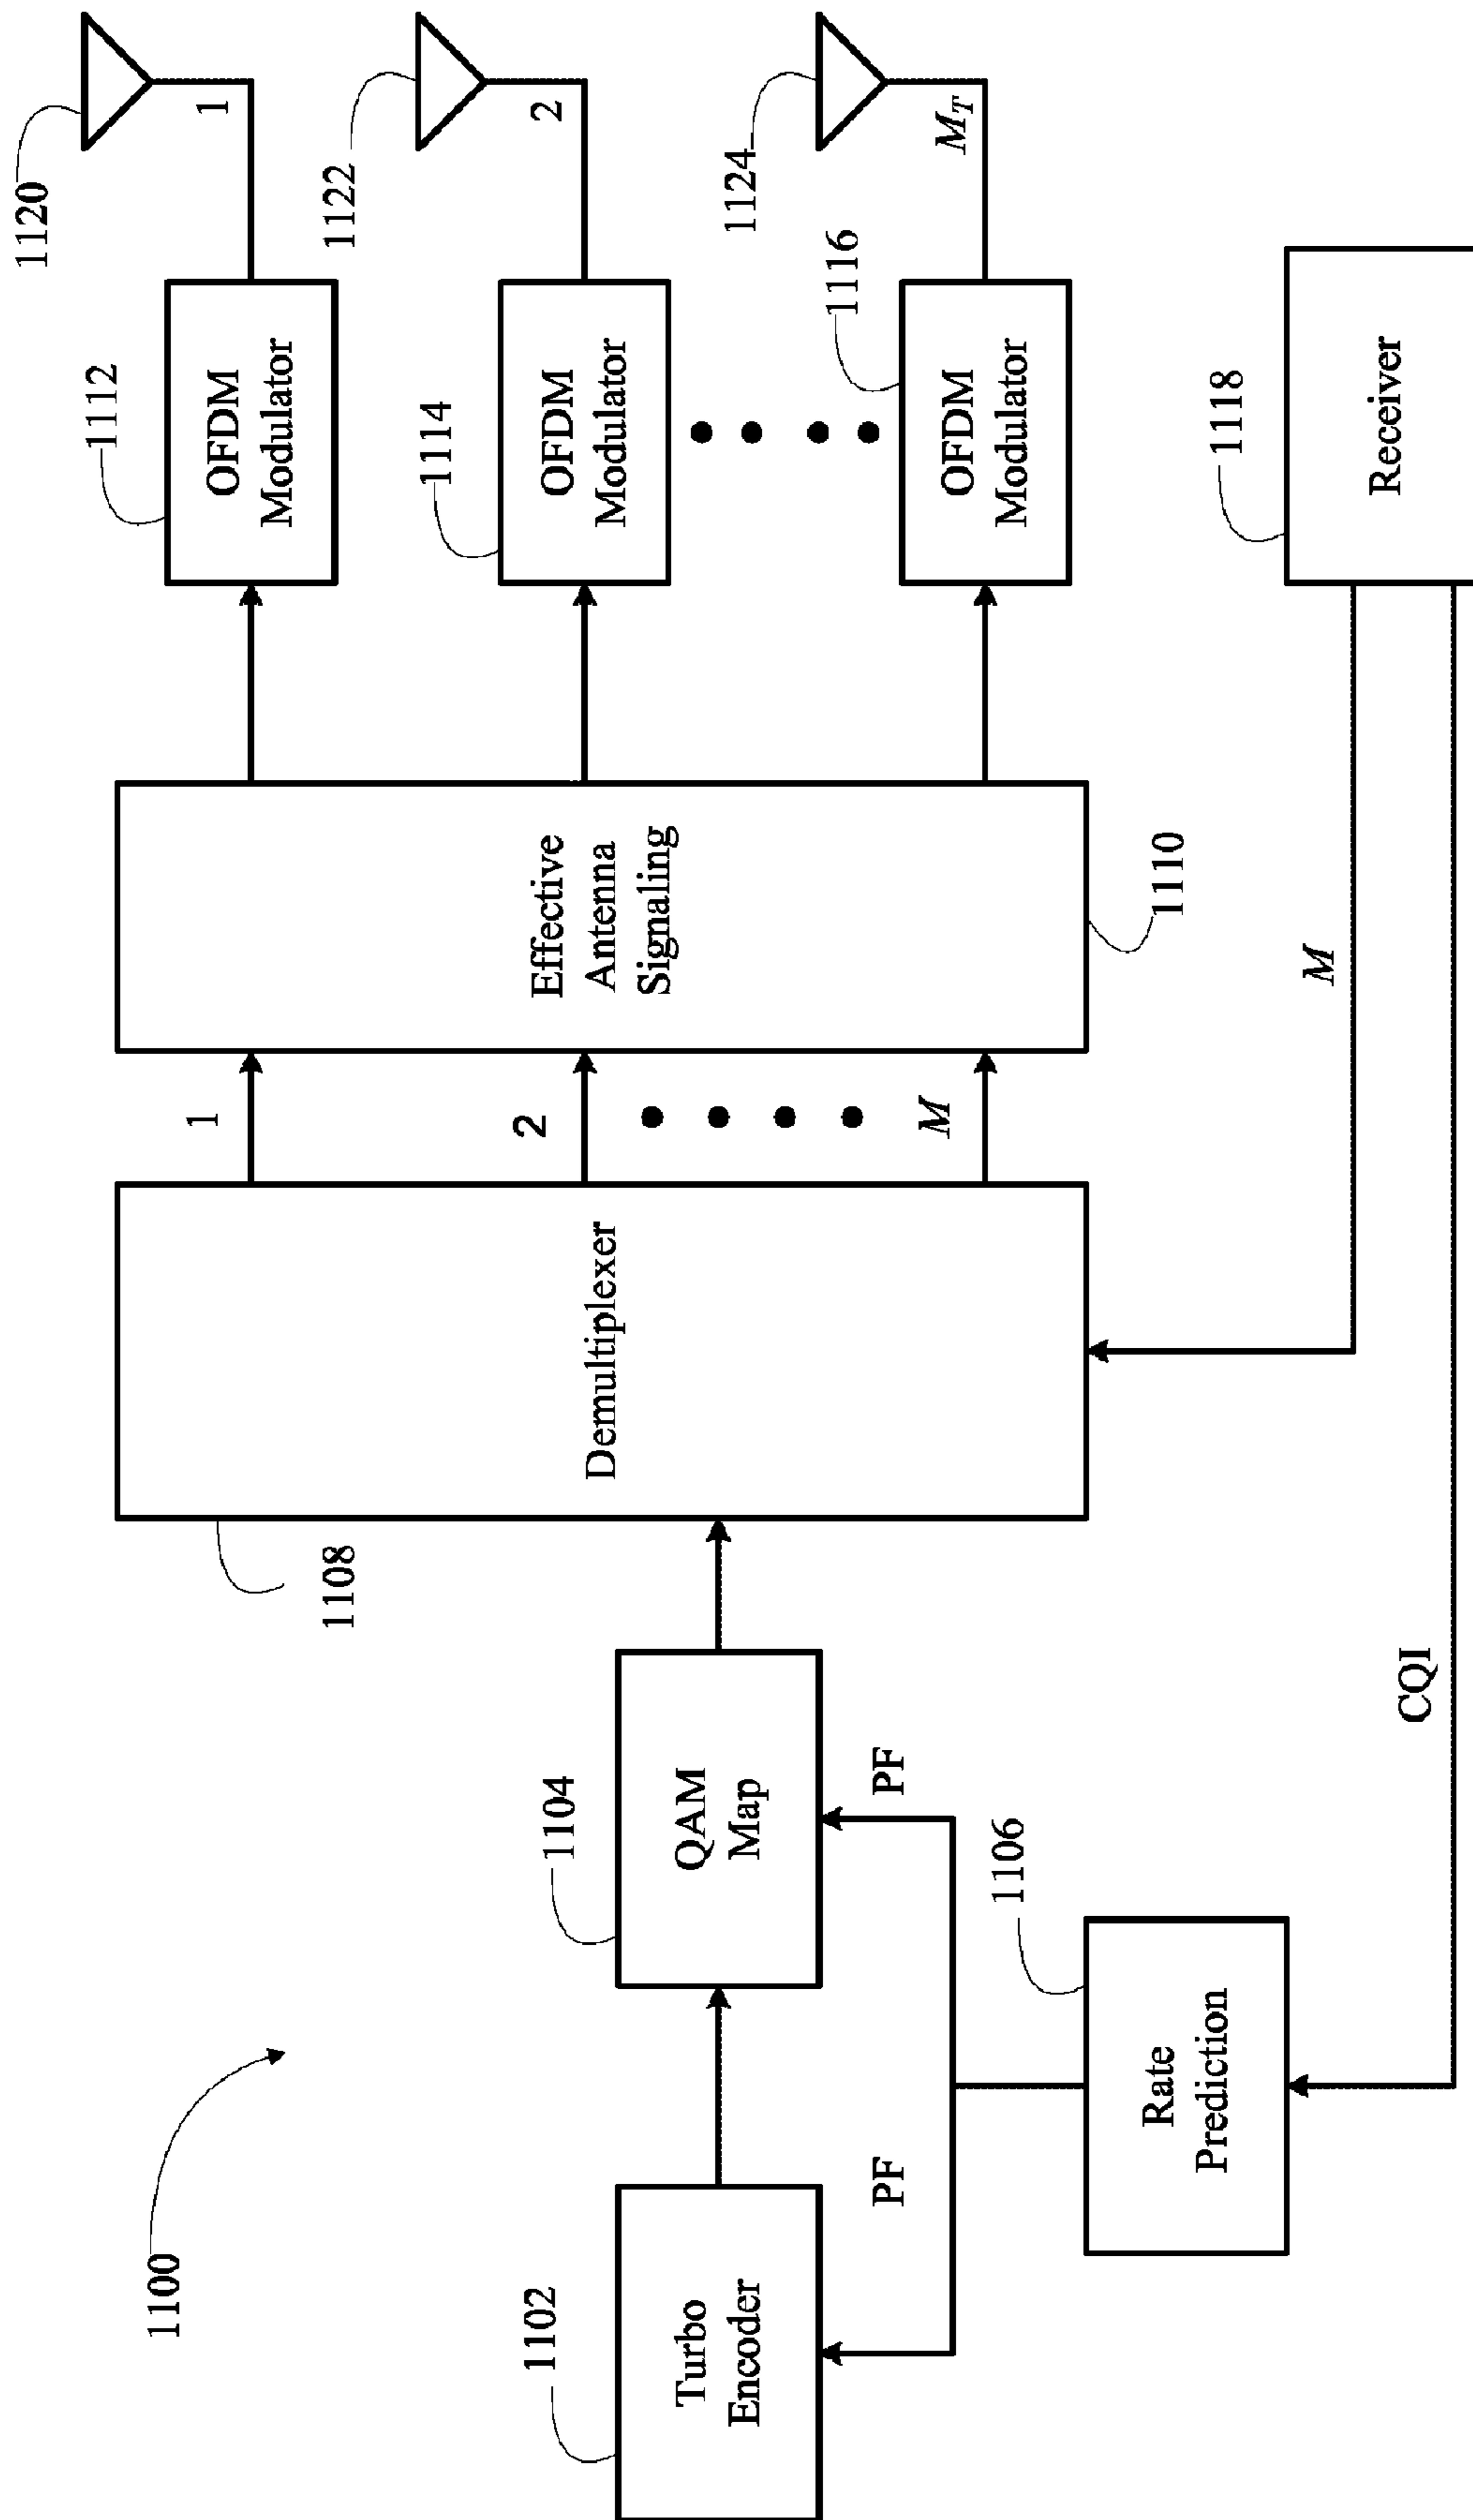 1100
1102
Turbo
Encoder
1104
QAM
Map
PF
PF
1106
Rate
Prediction
1108
Demultiplexer
1
2
M
Effective
Antenna
Signaling
1110
1112
OFDM
Modulator
1114
OFDM
Modulator
1116
OFDM
Modulator
1120
1
1122
2
1124
M_T
M
CQI
1118
Receiver